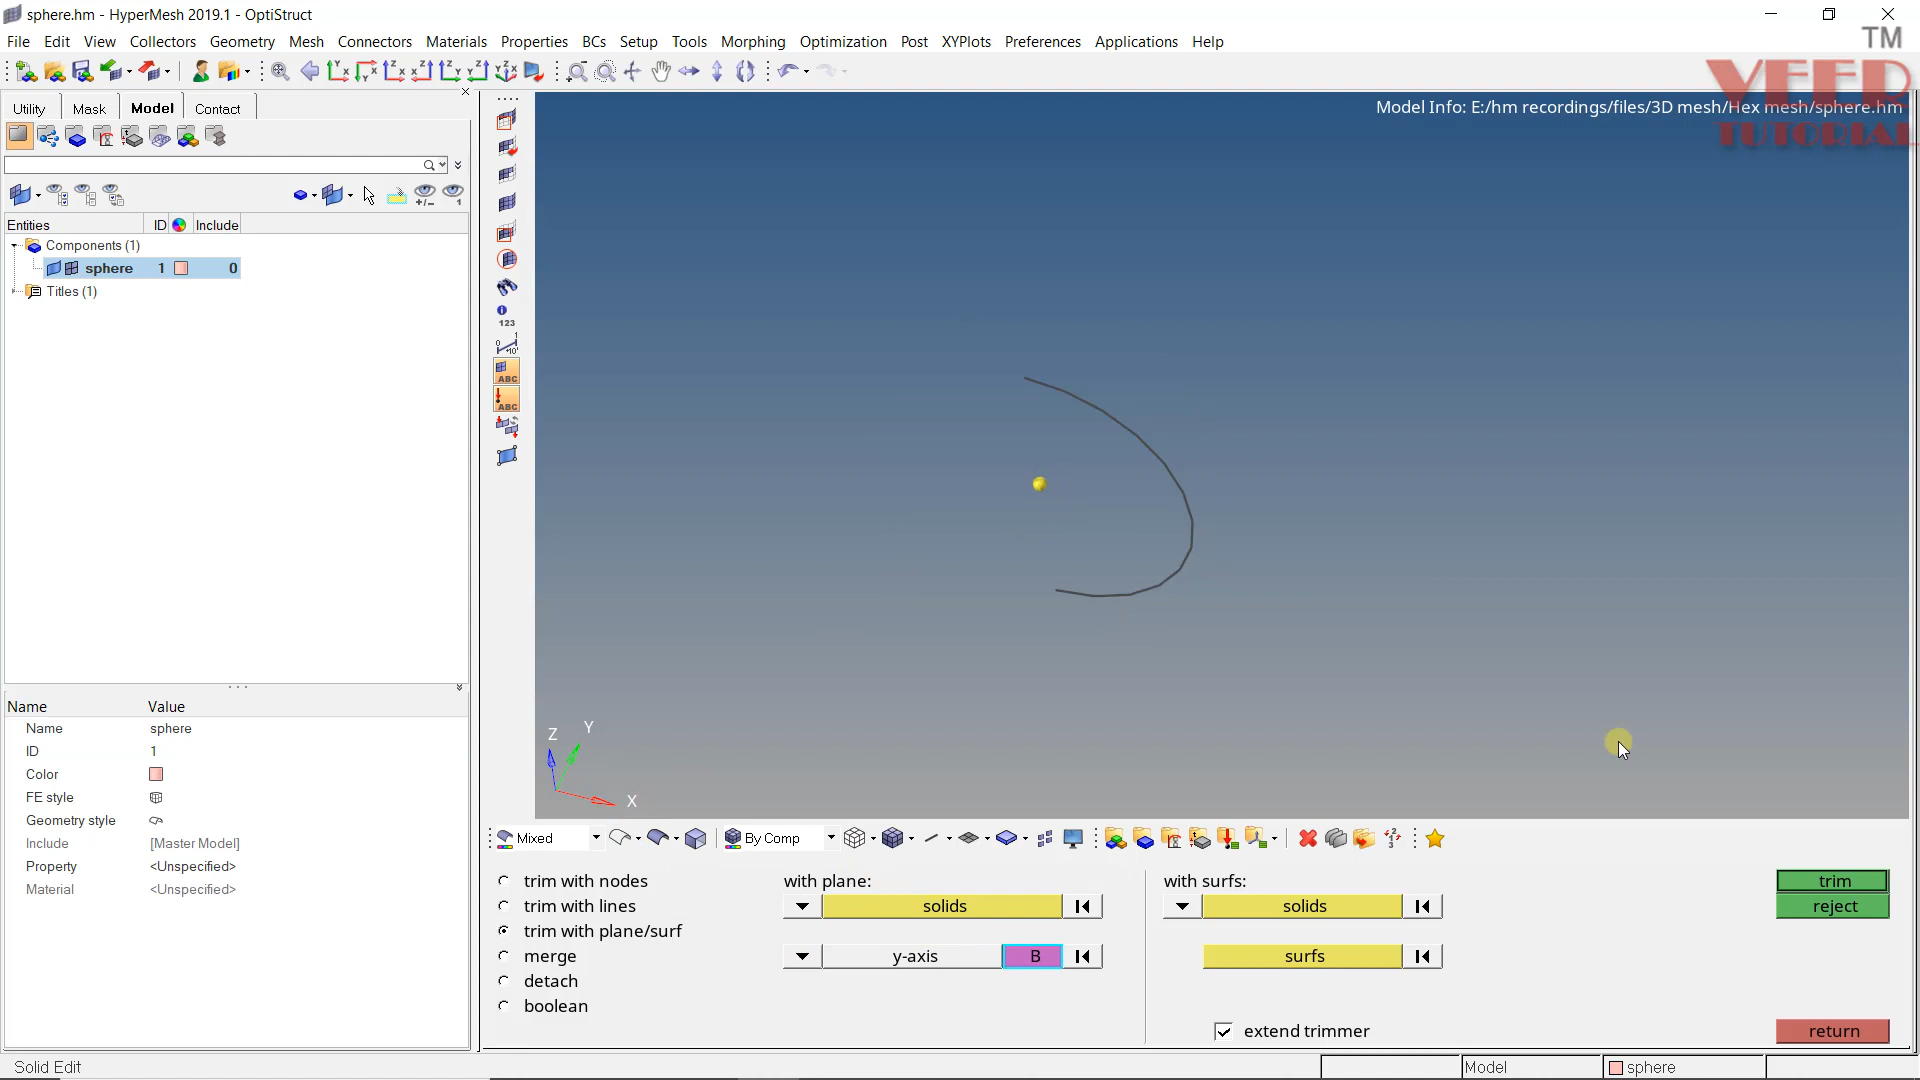 sphere.hm - HyperMesh 2019.1 - OptiStruct
File Edit View Collectors Geometry Mesh Connectors Materials Properties BCs Setup Tools Morphing Optimization Post XYPlots Preferences Applications Help
TM
VEER
TUTORIAL
Utility Mask Model Contact
Model Info: E:/hm recordings/files/3D mesh/Hex mesh/sphere.hm
Entities ID Include
Components (1)
sphere 1 0
Titles (1)
123
ABC
ABC
Name Value
Name sphere
ID 1
Color
FE style
Geometry style
Include [Master Model]
Property <Unspecified>
Material <Unspecified>
Z Y X
Mixed By Comp
trim with nodes
trim with lines
trim with plane/surf
merge
detach
boolean
with plane:
solids
y-axis B
with surfs:
solids
surfs
extend trimmer
trim
reject
return
Solid Edit Model sphere